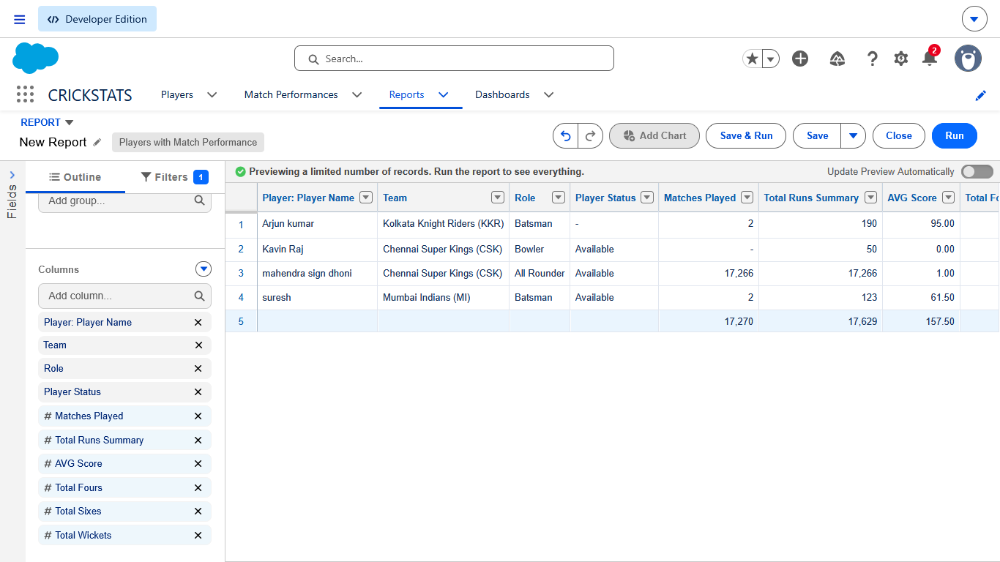 Developer Edition
Search...
2
CRICKSTATS
Players
Match Performances
Reports
Dashboards
REPORT
New Report
Players with Match Performance
Add Chart
Save & Run
Save
Close
Run
Fields
Outline
Filters
1
Add group...
Columns
Add column...
Player: Player Name
Team
Role
Player Status
# Matches Played
# Total Runs Summary
# AVG Score
# Total Fours
# Total Sixes
# Total Wickets
Previewing a limited number of records. Run the report to see everything.
Update Preview Automatically
Player: Player Name Team Role Player Status Matches Played Total Runs Summary AVG Score Total
1 Arjun kumar Kolkata Knight Riders (KKR) Batsman - 2 190 95.00
2 Kavin Raj Chennai Super Kings (CSK) Bowler Available - 50 0.00
3 mahendra sign dhoni Chennai Super Kings (CSK) All Rounder Available 17,266 17,266 1.00
4 suresh Mumbai Indians (MI) Batsman Available 2 123 61.50
5 17,270 17,629 157.50